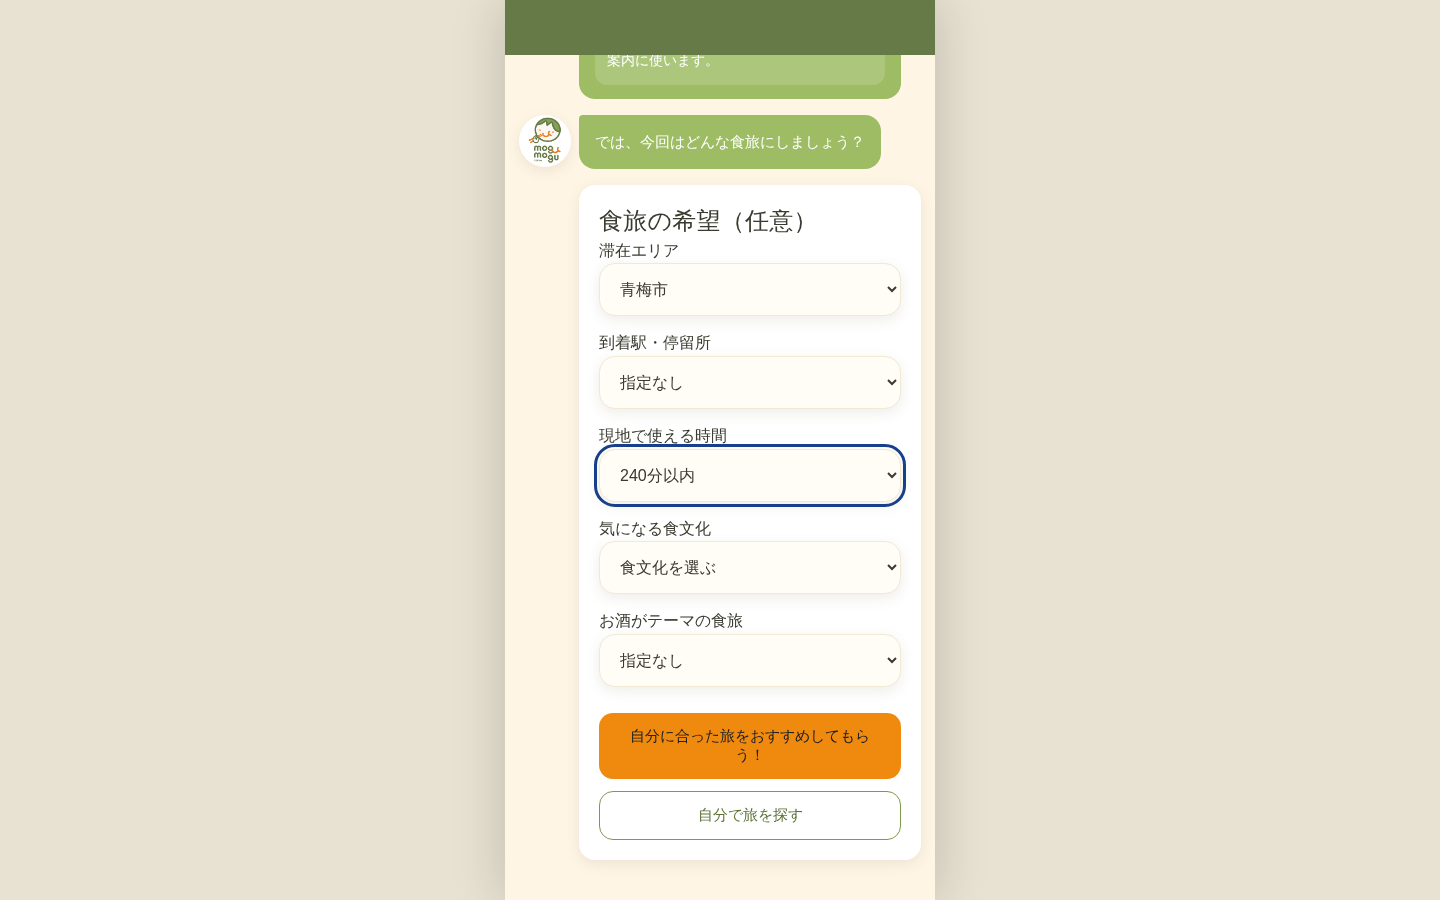 案内に使います。
mog
mogu
では、今回はどんな食旅にしましょう？
食旅の希望（任意）
滞在エリア
青梅市
到着駅・停留所
指定なし
現地で使える時間
240分以内
気になる食文化
食文化を選ぶ
お酒がテーマの食旅
指定なし
自分に合った旅をおすすめしてもら
う！
自分で旅を探す